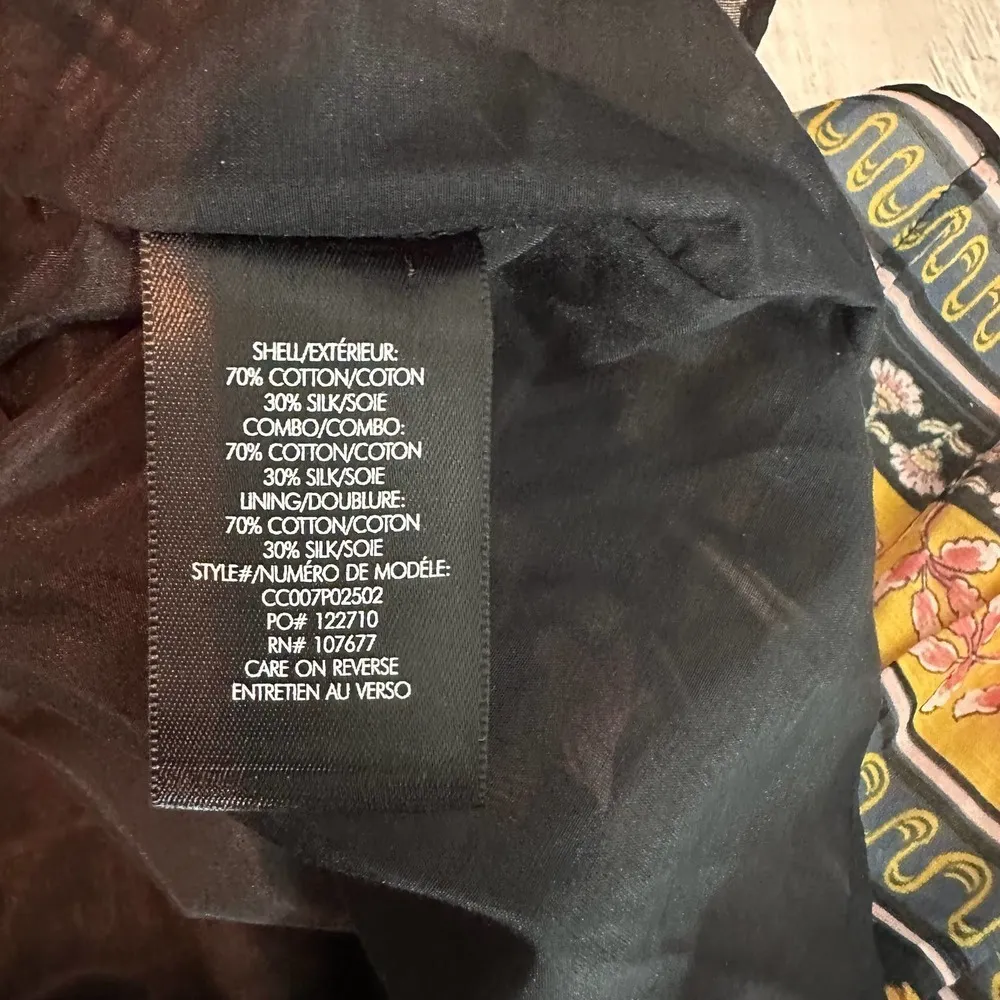 SHELL/EXTÉRIEUR:
70% COTTON/COTON
30% SILK/SOIE
COMBO/COMBO:
70% COTTON/COTON
30% SILK/SOIE
LINING/DOUBLURE:
70% COTTON/COTON
30% SILK/SOIE
STYLE#/NUMÉRO DE MODÉLE:
CC007P02502
PO# 122710
RN# 107677
CARE ON REVERSE
ENTRETIEN AU VERSO